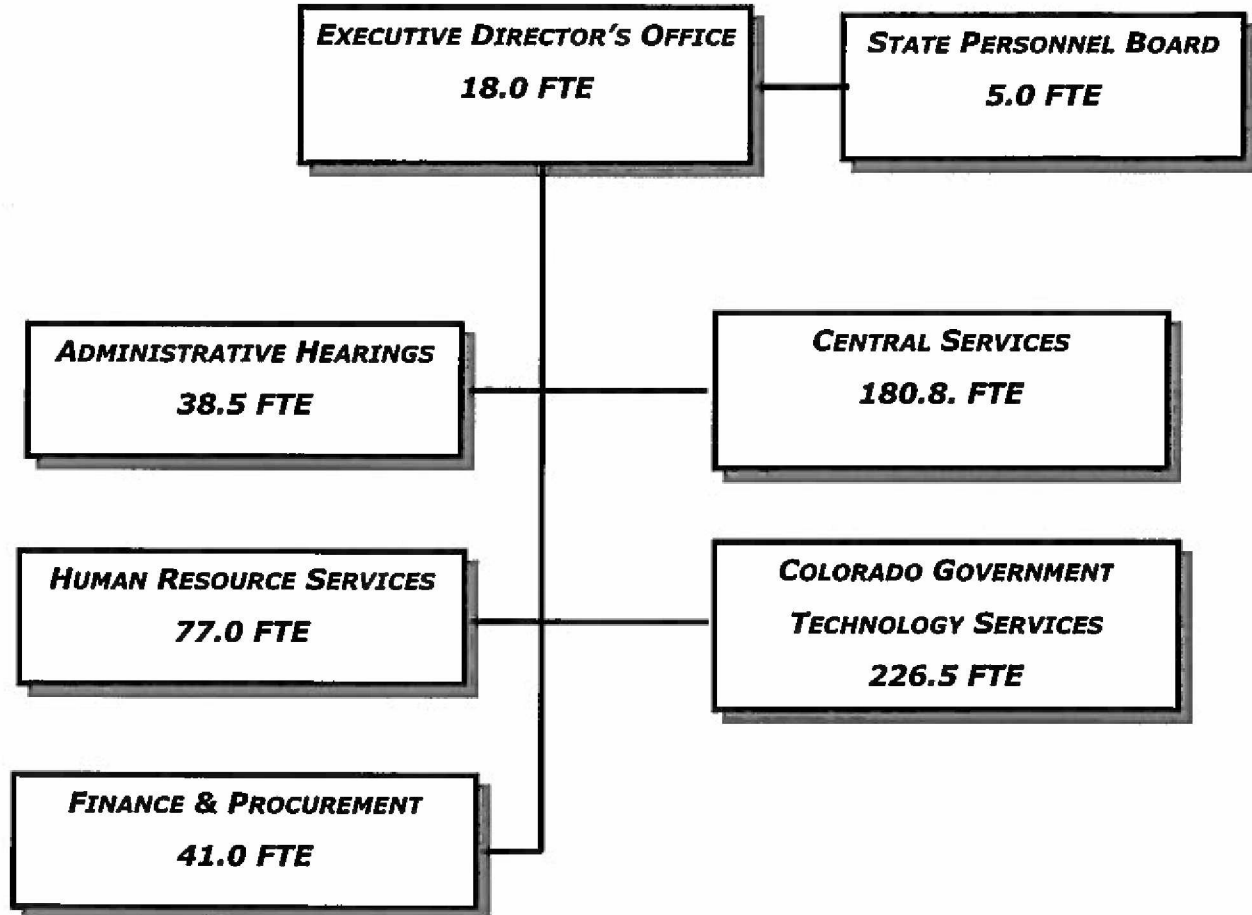 EXECUTIVE DIRECTOR'S OFFICE
18.0 FTE
STATE PERSONNEL BOARD
5.0 FTE
ADMINISTRATIVE HEARINGS
38.5 FTE
CENTRAL SERVICES
180.8. FTE
HUMAN RESOURCE SERVICES
77.0 FTE
COLORADO GOVERNMENT
TECHNOLOGY SERVICES
226.5 FTE
FINANCE & PROCUREMENT
41.0 FTE